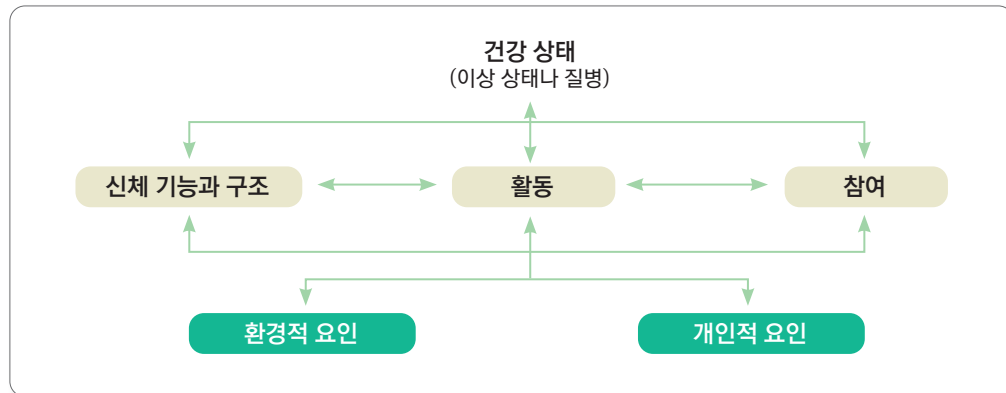 건강 상태
(이상 상태나 질병)
신체 기능과 구조
활동
참여
환경적 요인
개인적 요인